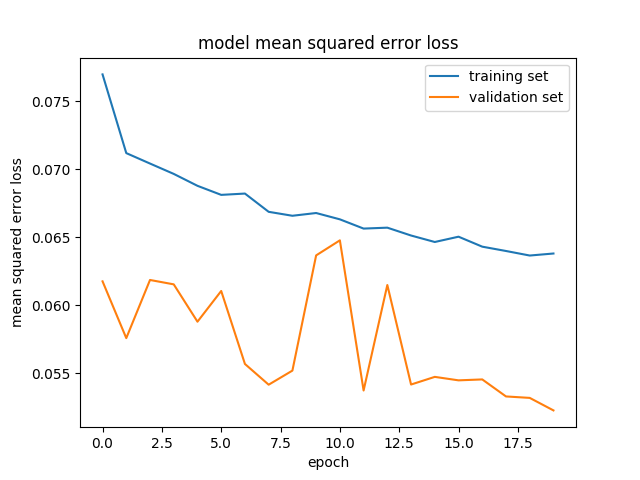 model mean squared error loss
training set
validation set
0.075
0.070
0.065
0.060
0.055
mean squared error loss
0.0 2.5 5.0 7.5 10.0 12.5 15.0 17.5
epoch